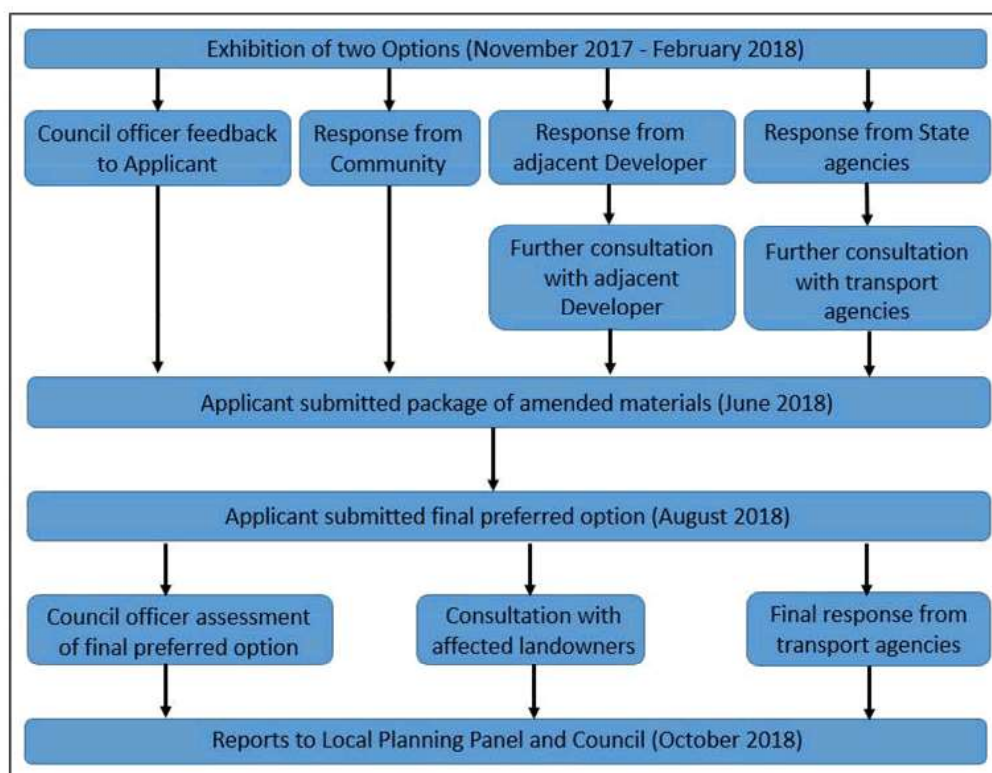 Exhibition of two Options (November 2017 - February 2018)
Council officer feedback
to Applicant
Response from
Community
Response from
adjacent Developer
Response from State
agencies
Further consultation
with adjacent
Developer
Further consultation
with transport
agencies
Applicant submitted package of amended materials (June 2018)
Applicant submitted final preferred option (August 2018)
Council officer assessment
of final preferred option
Consultation with
affected landowners
Final response from
transport agencies
Reports to Local Planning Panel and Council (October 2018)